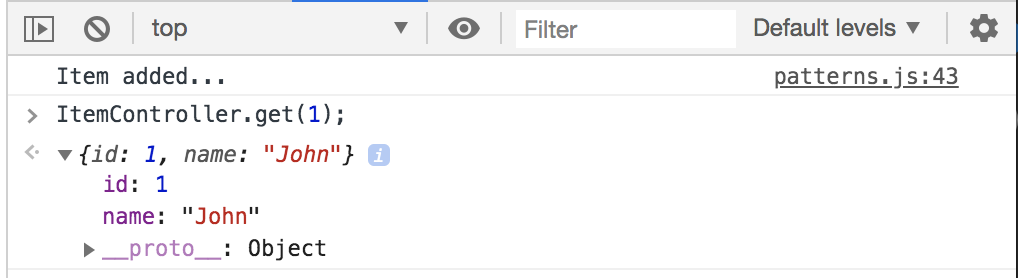 top Filter Default levels
Item added... patterns.js:43
ItemController.get(1);
{id: 1, name: "John"} i
id: 1
name: "John"
__proto__: Object